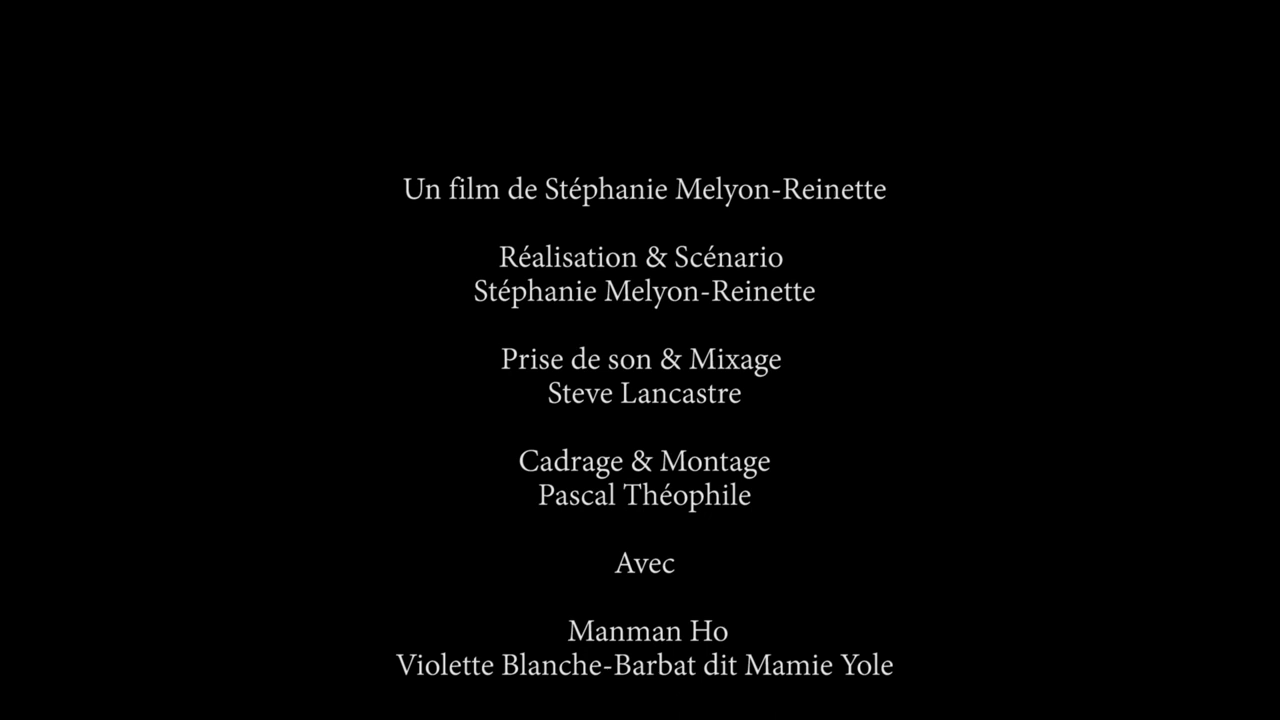 Un film de Stéphanie Melyon-Reinette
Réalisation & Scénario
Stéphanie Melyon-Reinette
Prise de son & Mixage
Steve Lancastre
Cadrage & Montage
Pascal Théophile
Avec
Manman Ho
Violette Blanche-Barbat dit Mamie Yole